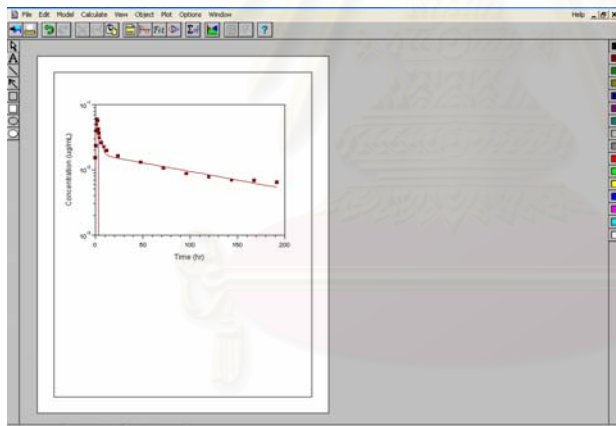 File Edit Model Calculate View Object Plot Options Window Help
Concentration (ug/mL)
0 50 100 150 200
Time (hr)